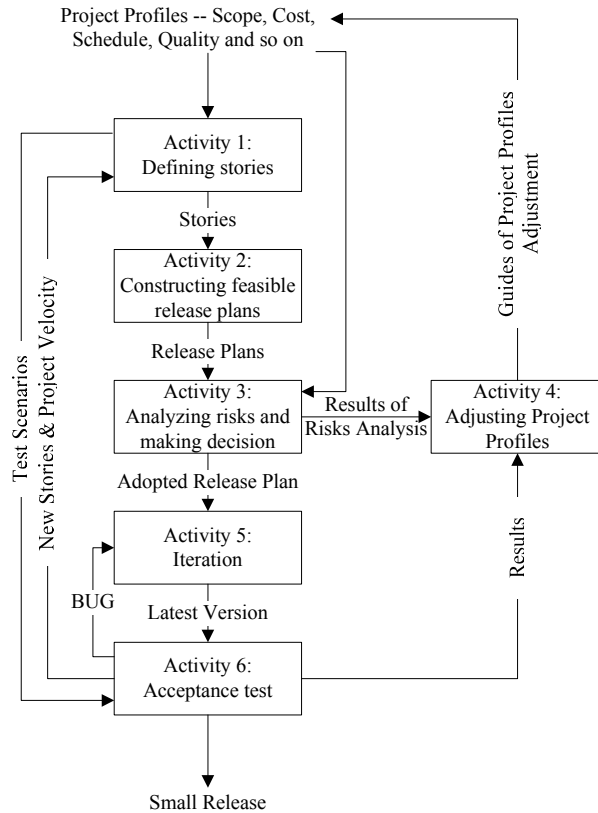 Project Profiles -- Scope, Cost,
Schedule, Quality and so on
Activity 1:
Defining stories
Stories
Activity 2:
Constructing feasible
release plans
Release Plans
Activity 3:
Analyzing risks and
making decision
Results of
Risks Analysis
Activity 4:
Adjusting Project
Profiles
Guides of Project Profiles
Adjustment
Adopted Release Plan
Activity 5:
Iteration
BUG
Latest Version
Activity 6:
Acceptance test
Results
Test Scenarios
New Stories & Project Velocity
Small Release